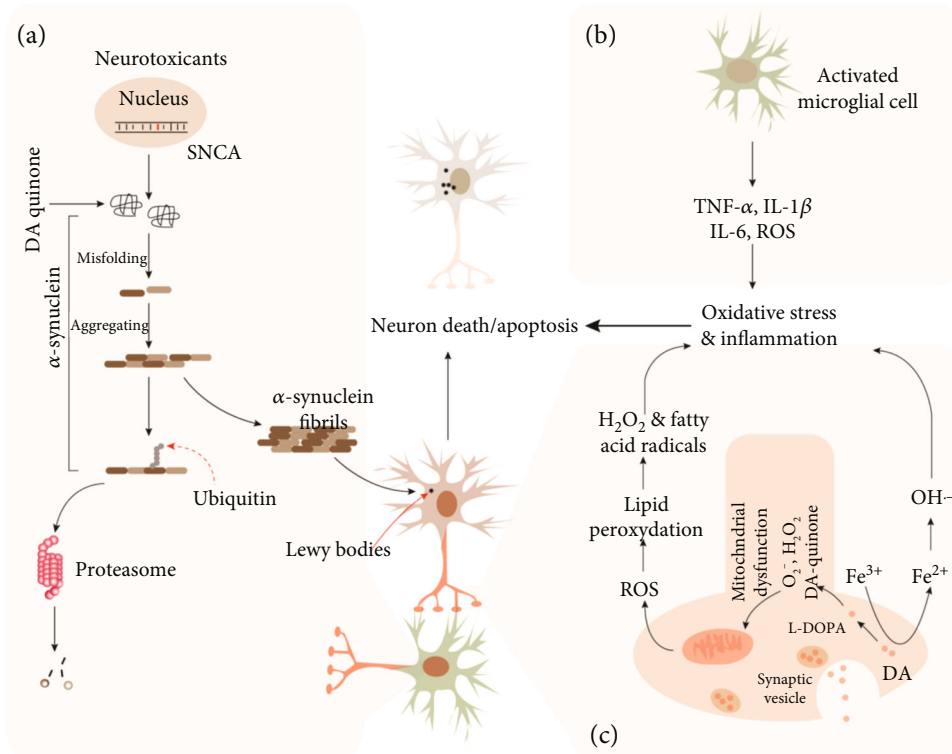 (a)
Neurotoxicants
Nucleus
SNCA
DA quinone
α-synuclein
Misfolding
Aggregating
α-synuclein
fibrils
Ubiquitin
Proteasome
Lewy bodies
Neuron death/apoptosis
(b)
Activated
microglial cell
TNF-α, IL-1β
IL-6, ROS
Oxidative stress
& inflammation
H₂O₂ & fatty
acid radicals
Lipid
peroxydation
ROS
Mitochudrial
dysfunction
O₂⁻, H₂O₂
DA-quinone
Fe³⁺
Fe²⁺
OH·–
L-DOPA
DA
Synaptic
vesicle
(c)